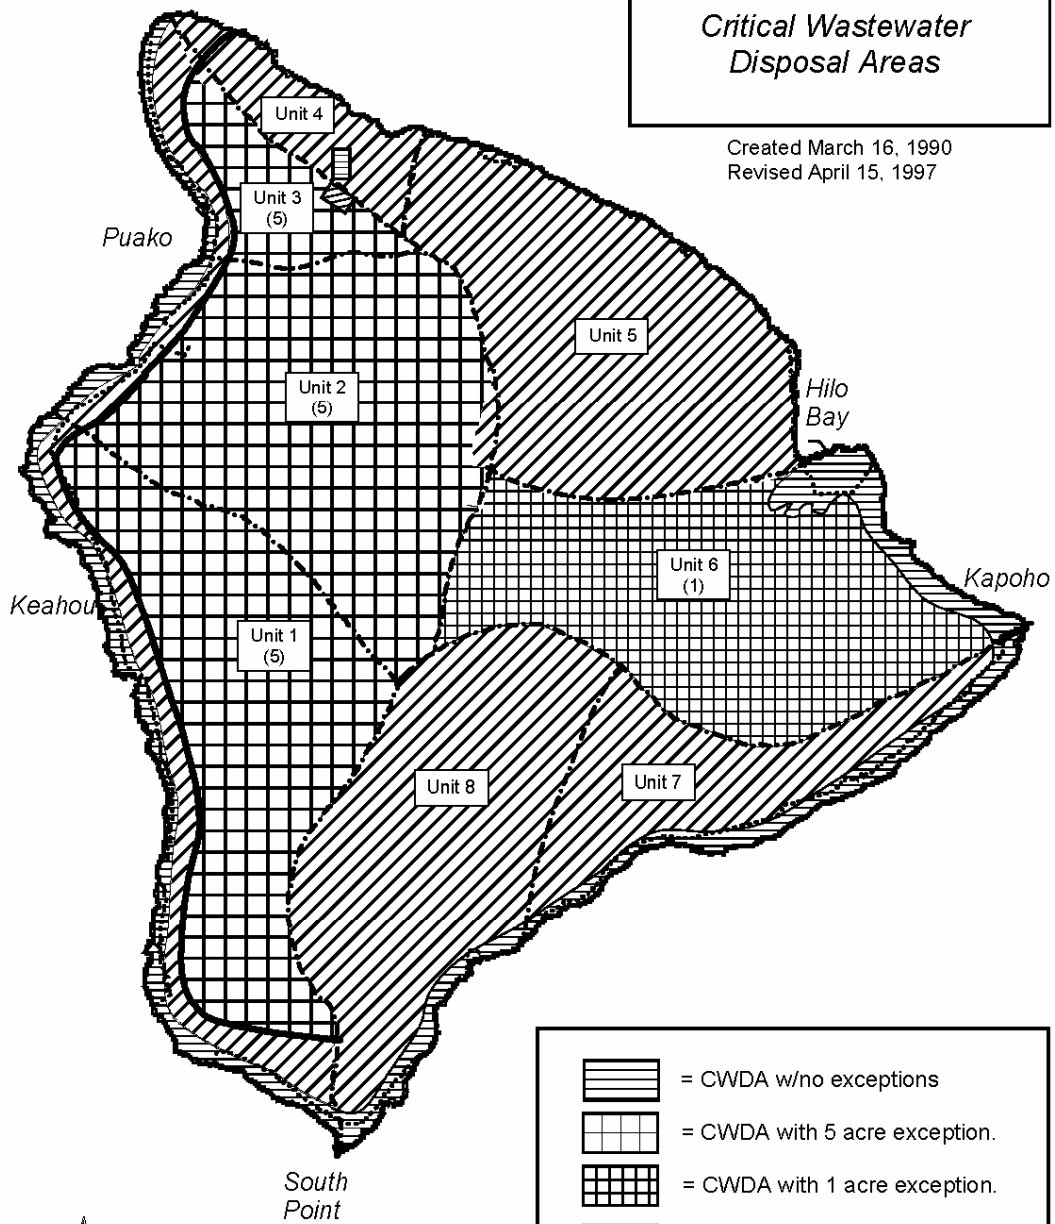 Critical Wastewater
Disposal Areas
Created March 16, 1990
Revised April 15, 1997
Unit 4
Unit 3
(5)
Puako
Unit 5
Unit 2
(5)
Hilo
Bay
Unit 6
(1)
Kapoho
Keahou
Unit 1
(5)
Unit 8
Unit 7
= CWDA w/no exceptions
= CWDA with 5 acre exception.
= CWDA with 1 acre exception.
South
Point